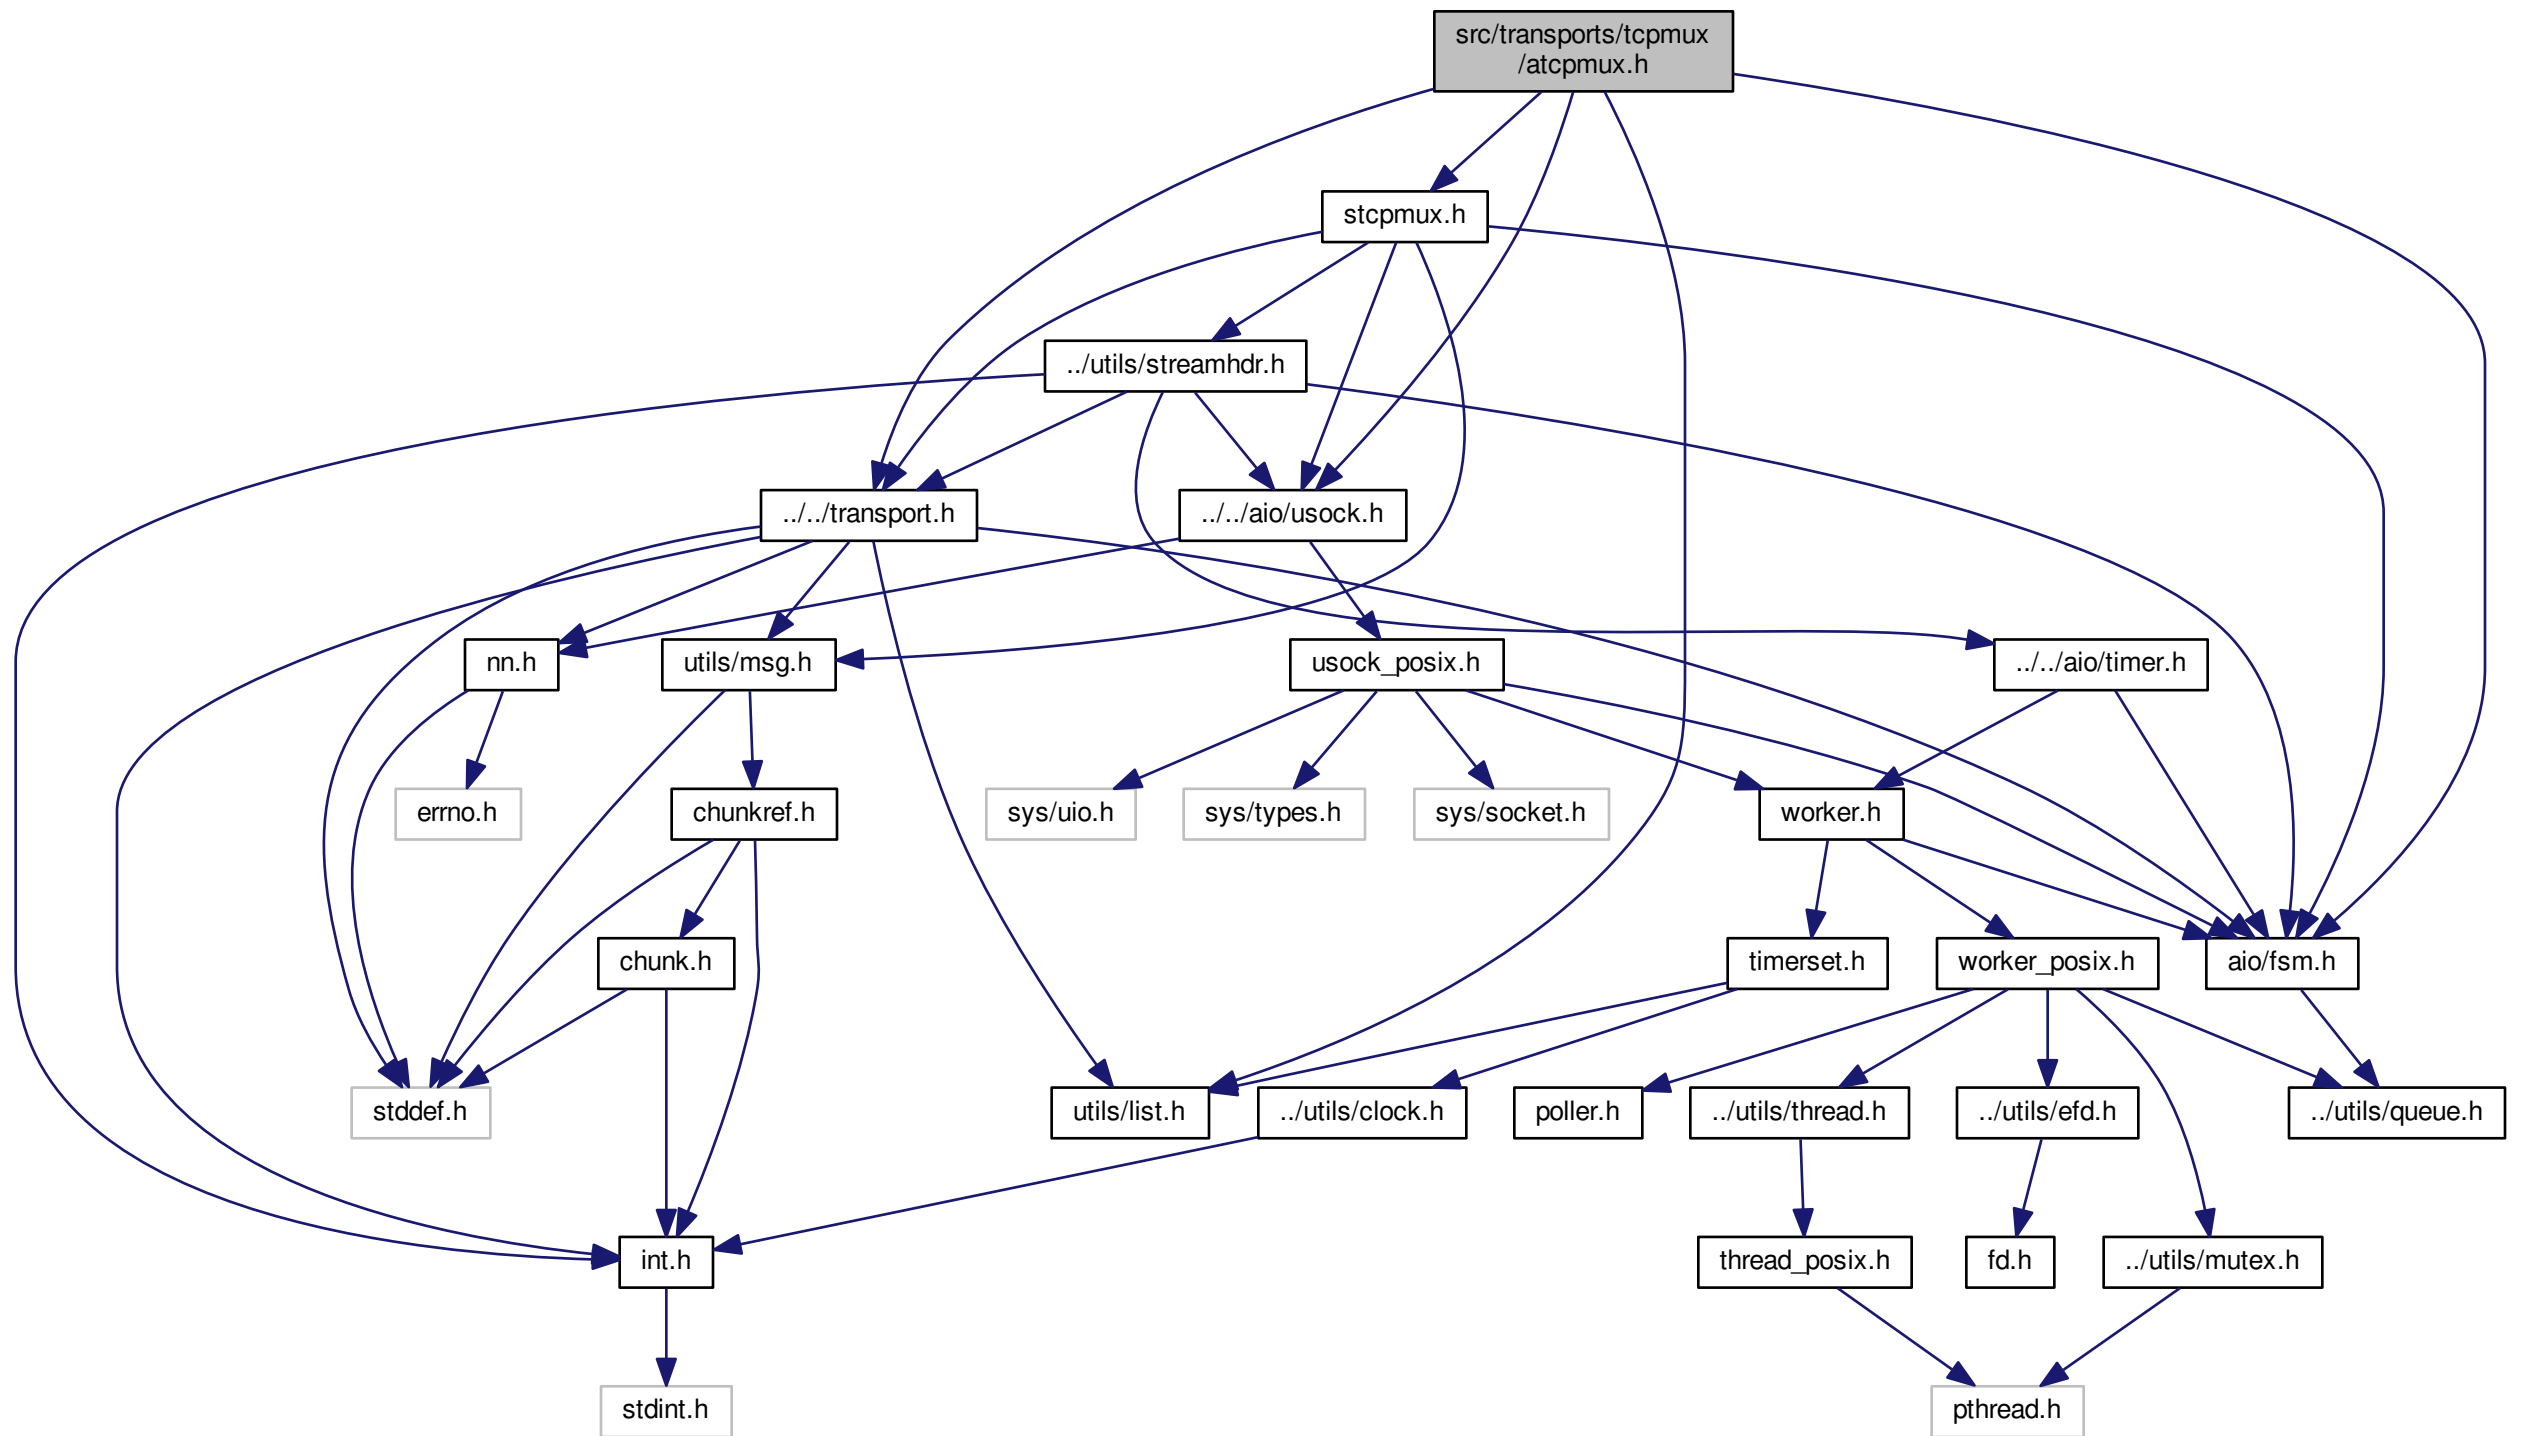 src/transports/tcpmux
/atcpmux.h
stcpmux.h
../utils/streamhdr.h
../../transport.h
../../aio/usock.h
nn.h
utils/msg.h
usock_posix.h
../../aio/timer.h
errno.h
chunkref.h
sys/uio.h
sys/types.h
sys/socket.h
worker.h
chunk.h
timerset.h
worker_posix.h
aio/fsm.h
stddef.h
utils/list.h
../utils/clock.h
poller.h
../utils/thread.h
../utils/efd.h
../utils/queue.h
int.h
thread_posix.h
fd.h
../utils/mutex.h
stdint.h
pthread.h